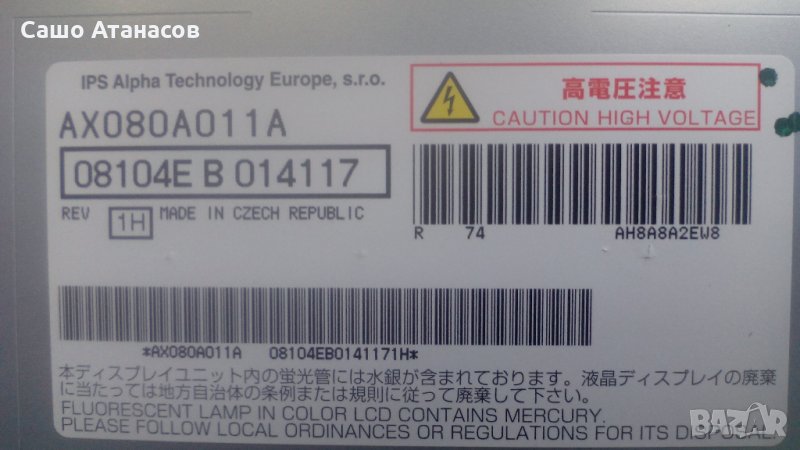 Сашо Атанасов
IPS Alpha Technology Europe, s.r.o.
AX080A011A
高電圧注意
CAUTION HIGH VOLTAGE
08104E B 014117
REV 1H MADE IN CZECH REPUBLIC
R 74 AH8A8A2EW8
*AX080A011A 08104EB0141171H*
本ディスプレイユニット内の蛍光管には水銀が含まれております。液晶ディスプレイの廃棄
に当たっては地方自治体の条例または規則に従って廃棄して下さい。
FLUORESCENT LAMP IN COLOR LCD CONTAINS MERCURY.
PLEASE FOLLOW LOCAL ORDINANCES OR REGULATIONS FOR ITS DISPOSAL.
BAZAR